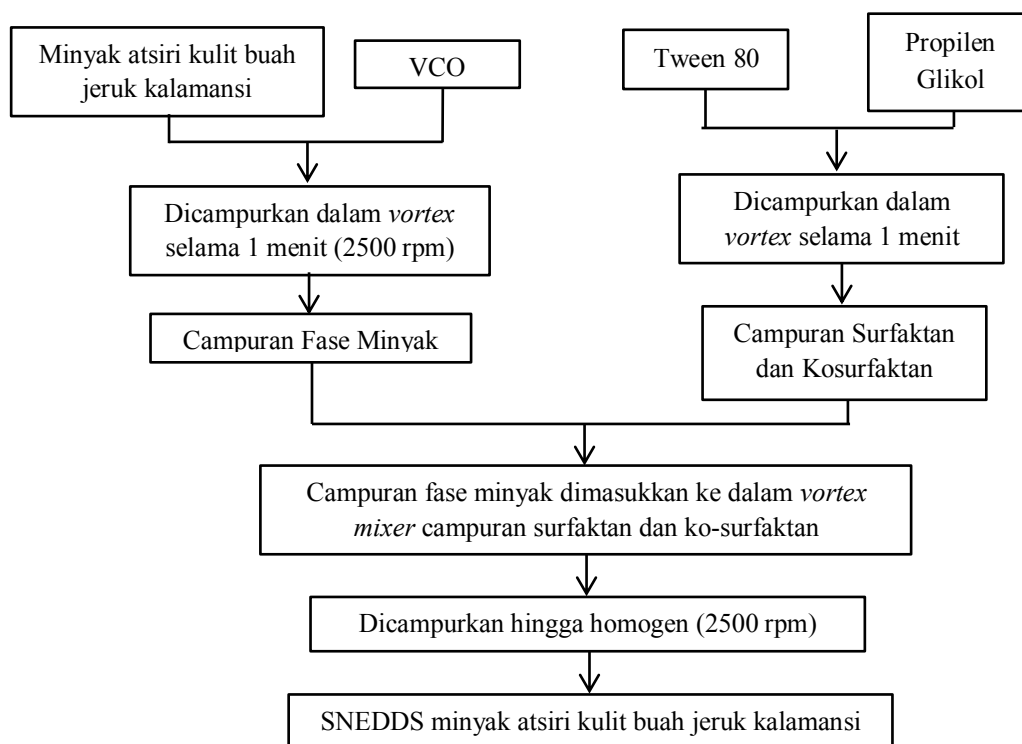 Minyak atsiri kulit buah
jeruk kalamansi
VCO
Tween 80
Propilen
Glikol
Dicampurkan dalam vortex
selama 1 menit (2500 rpm)
Dicampurkan dalam
vortex selama 1 menit
Campuran Fase Minyak
Campuran Surfaktan
dan Kosurfaktan
Campuran fase minyak dimasukkan ke dalam vortex
mixer campuran surfaktan dan ko-surfaktan
Dicampurkan hingga homogen (2500 rpm)
SNEDDS minyak atsiri kulit buah jeruk kalamansi